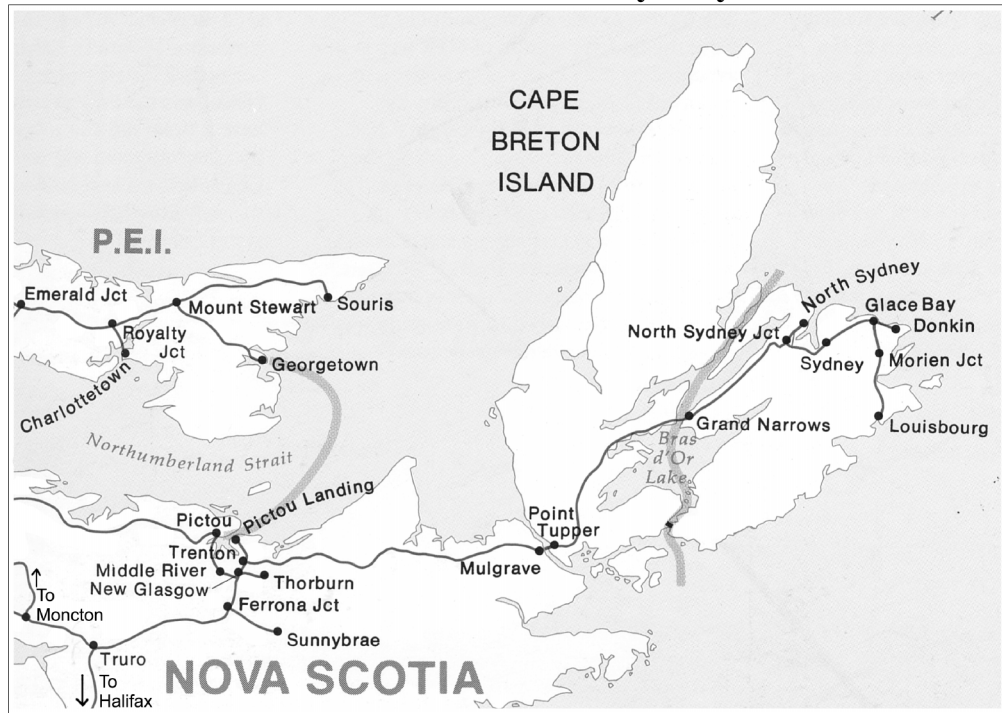 CAPE
BRETON
ISLAND
P.E.I.
Emerald Jct
Mount Stewart
Souris
Royalty
Jct
Charlottetown
Georgetown
Northumberland Strait
North Sydney
Glace Bay
Donkin
North Sydney Jct
Sydney
Morien Jct
Grand Narrows
Louisbourg
Bras
d'Or
Lake
Pictou
Pictou Landing
Point
Tupper
Trenton
Mulgrave
Middle River
Thorburn
New Glasgow
To
Moncton
Ferrona Jct
Sunnybrae
Truro
To
Halifax
NOVA SCOTIA